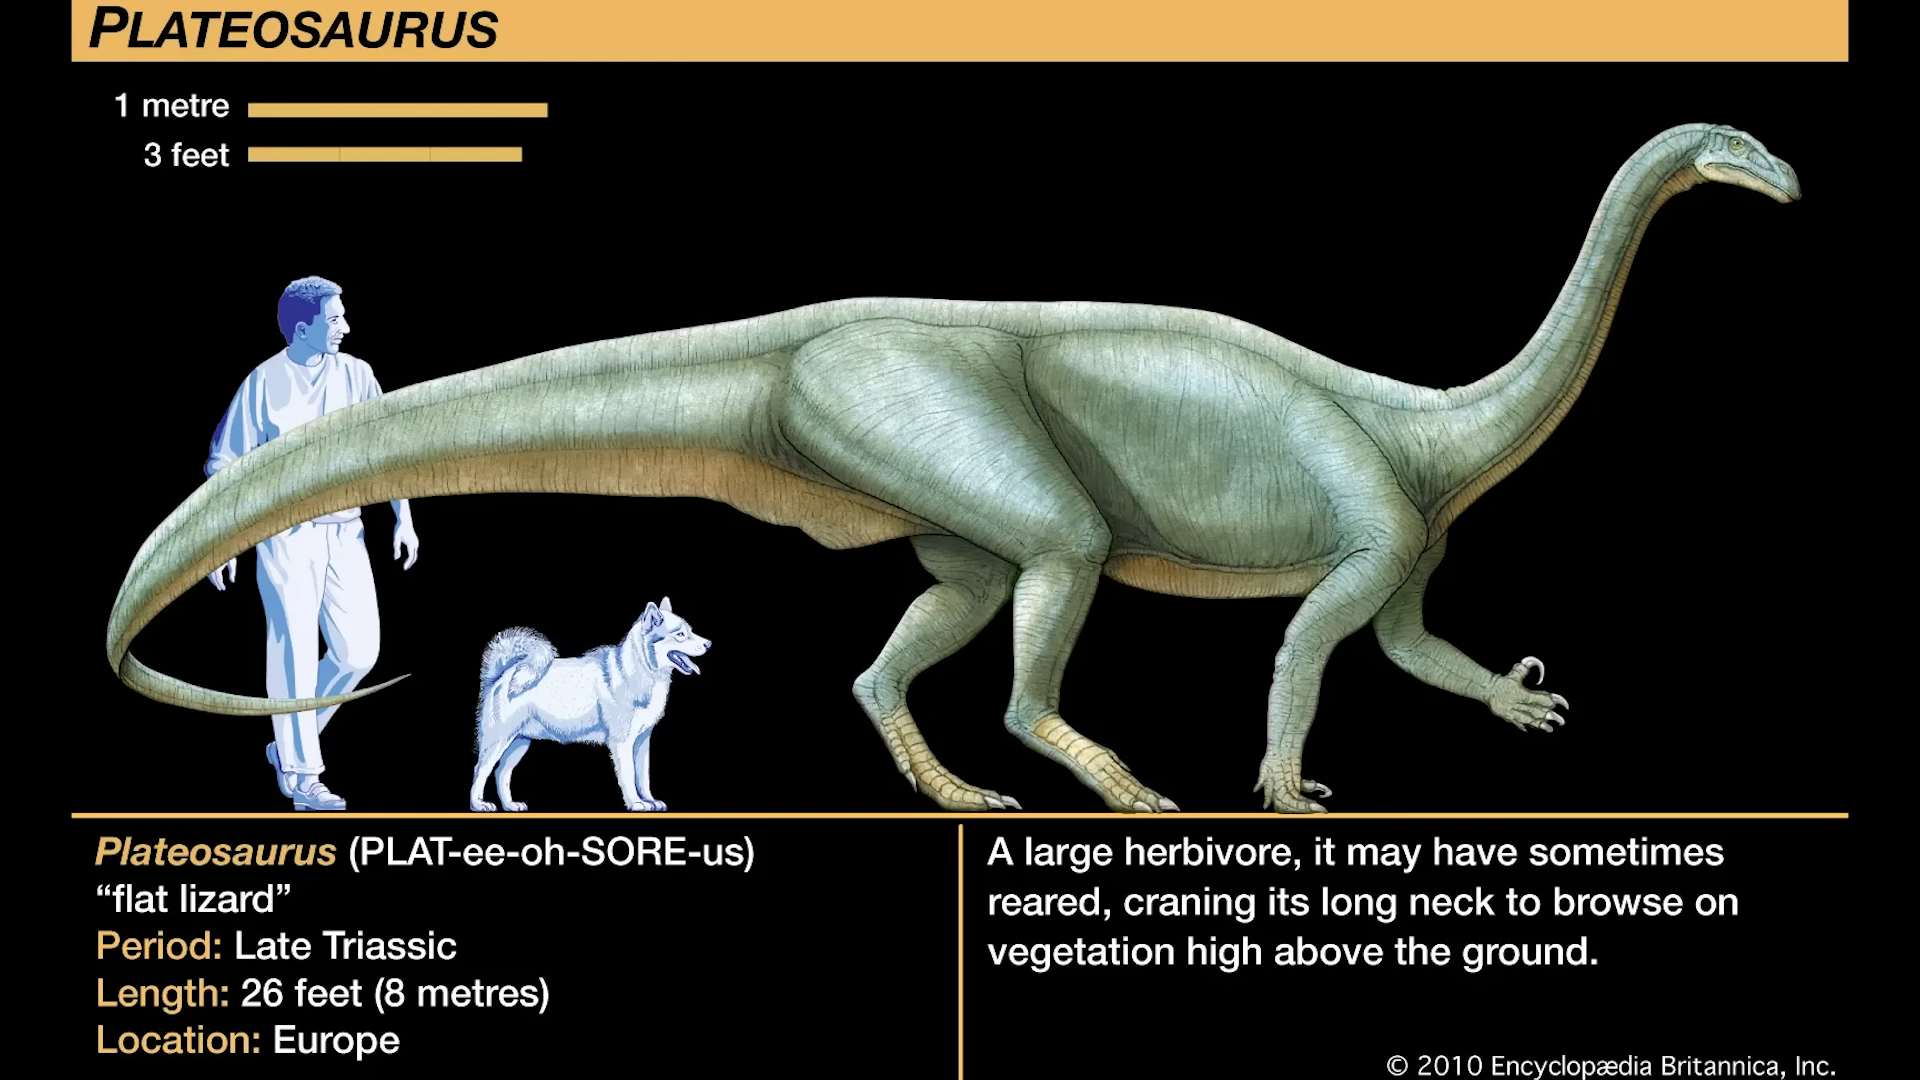 PLATEOSAURUS
1 metre
3 feet
Plateosaurus (PLAT-ee-oh-SORE-us)
“flat lizard”
Period: Late Triassic
Length: 26 feet (8 metres)
Location: Europe
A large herbivore, it may have sometimes
reared, craning its long neck to browse on
vegetation high above the ground.
© 2010 Encyclopædia Britannica, Inc.